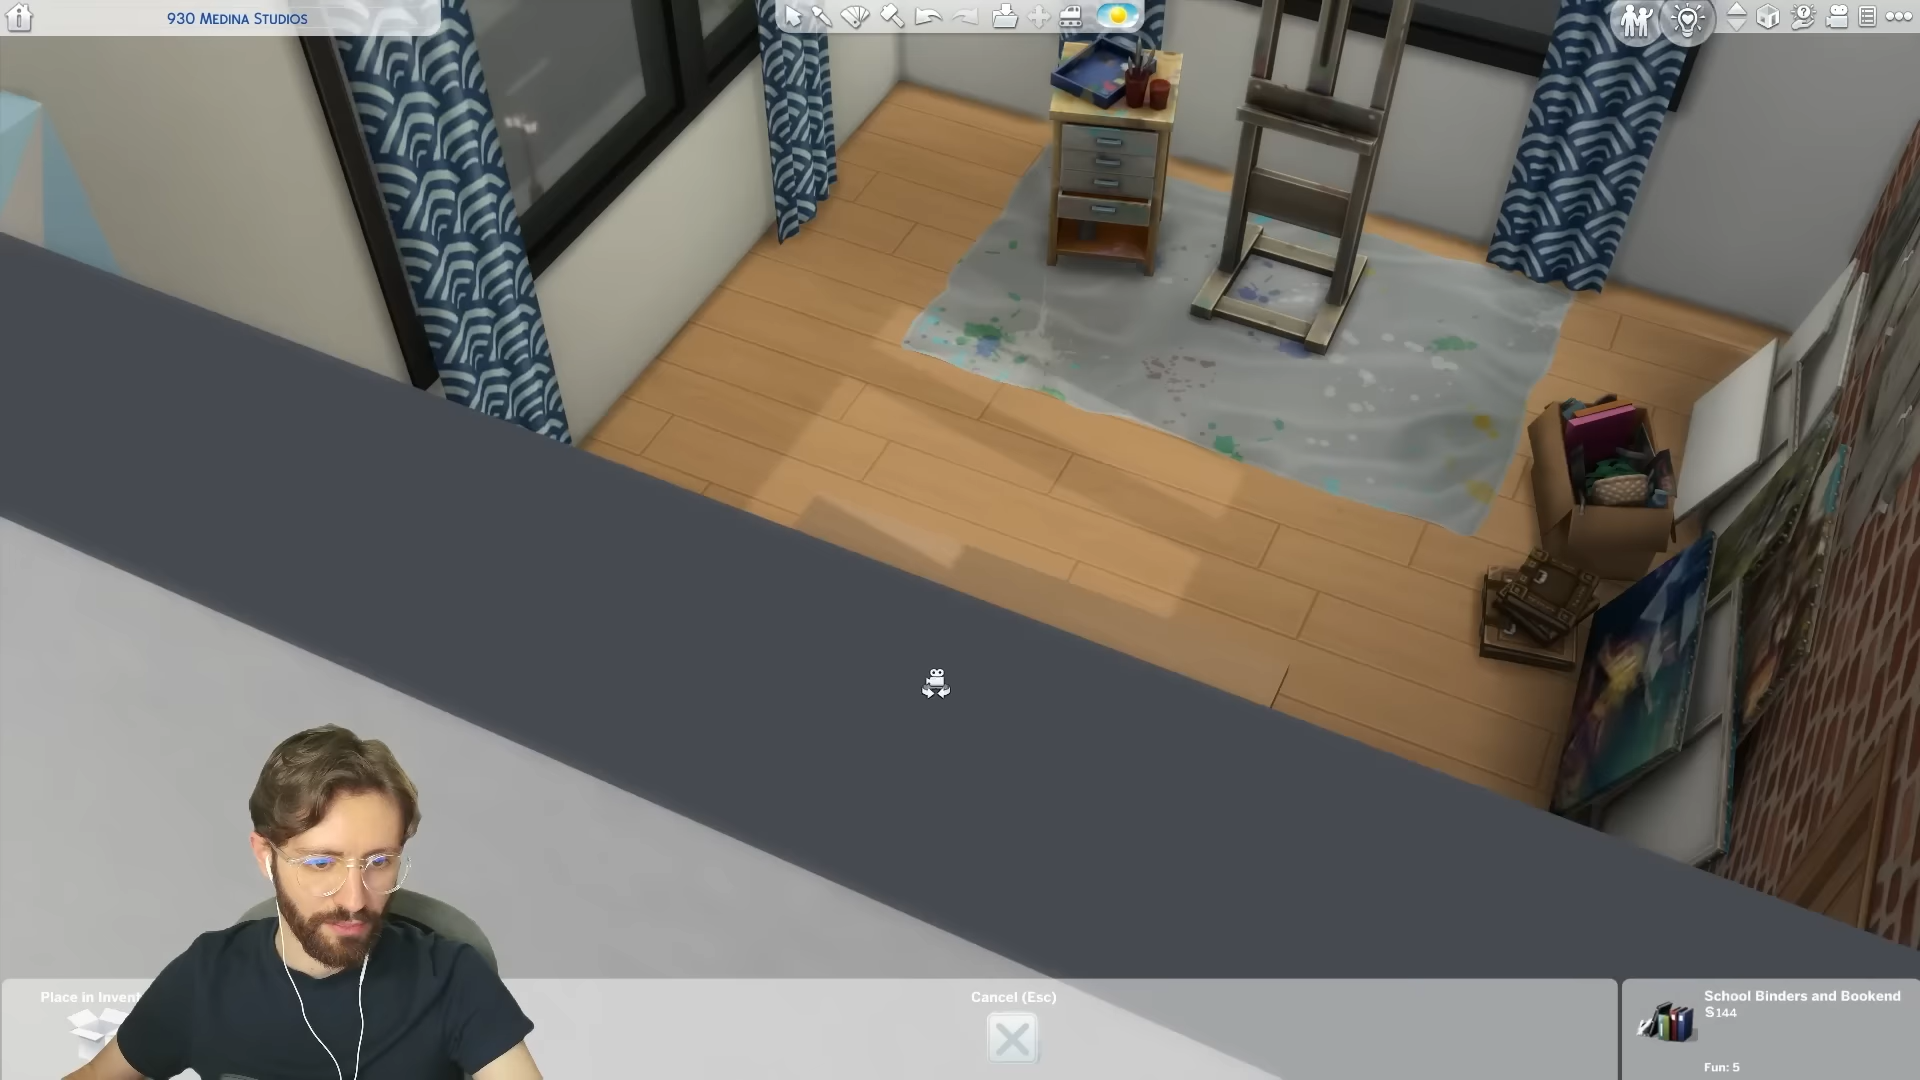 930 MEDINA STUDIOS
Place in Invent
Cancel (Esc)
School Binders and Bookend
§144
Fun: 5